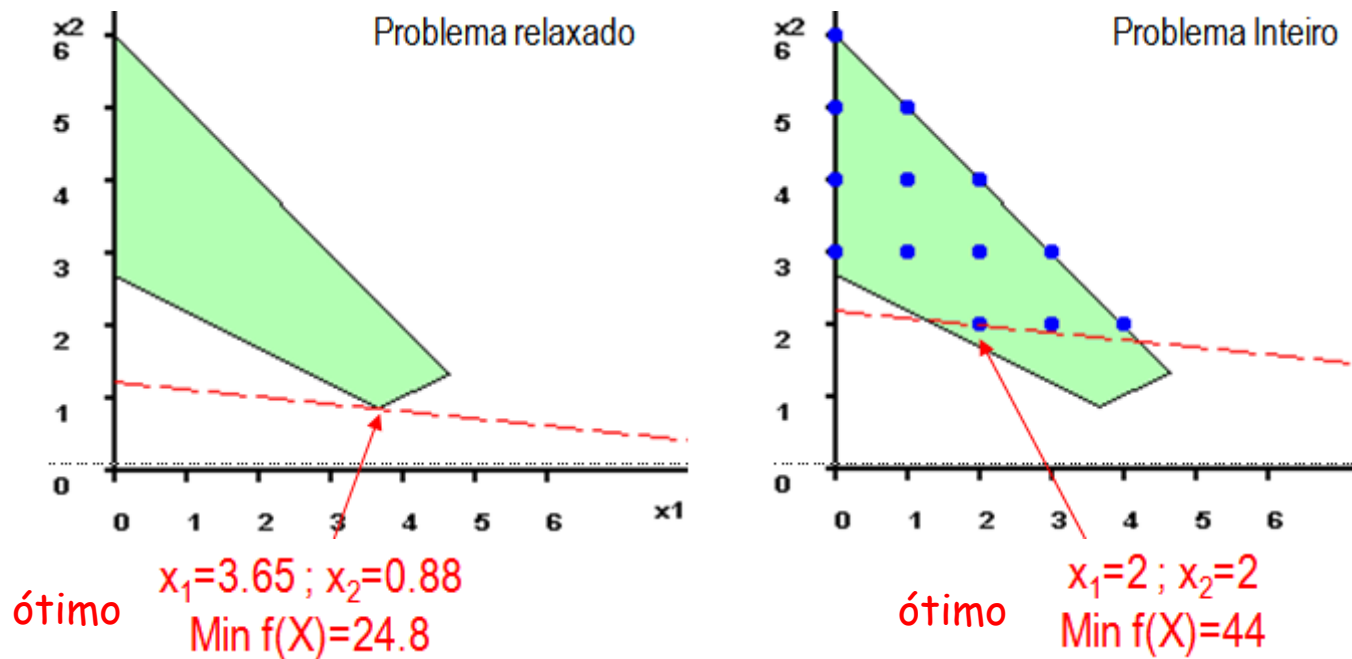 Problema relaxado
x2
6
5
4
3
2
1
0
0 1 2 3 4 5 6 x1
x₁=3.65 ; x₂=0.88
ótimo
Min f(X)=24.8
Problema Inteiro
x2
6
5
4
3
2
1
0
0 1 2 3 4 5 6
x₁=2 ; x₂=2
ótimo
Min f(X)=44